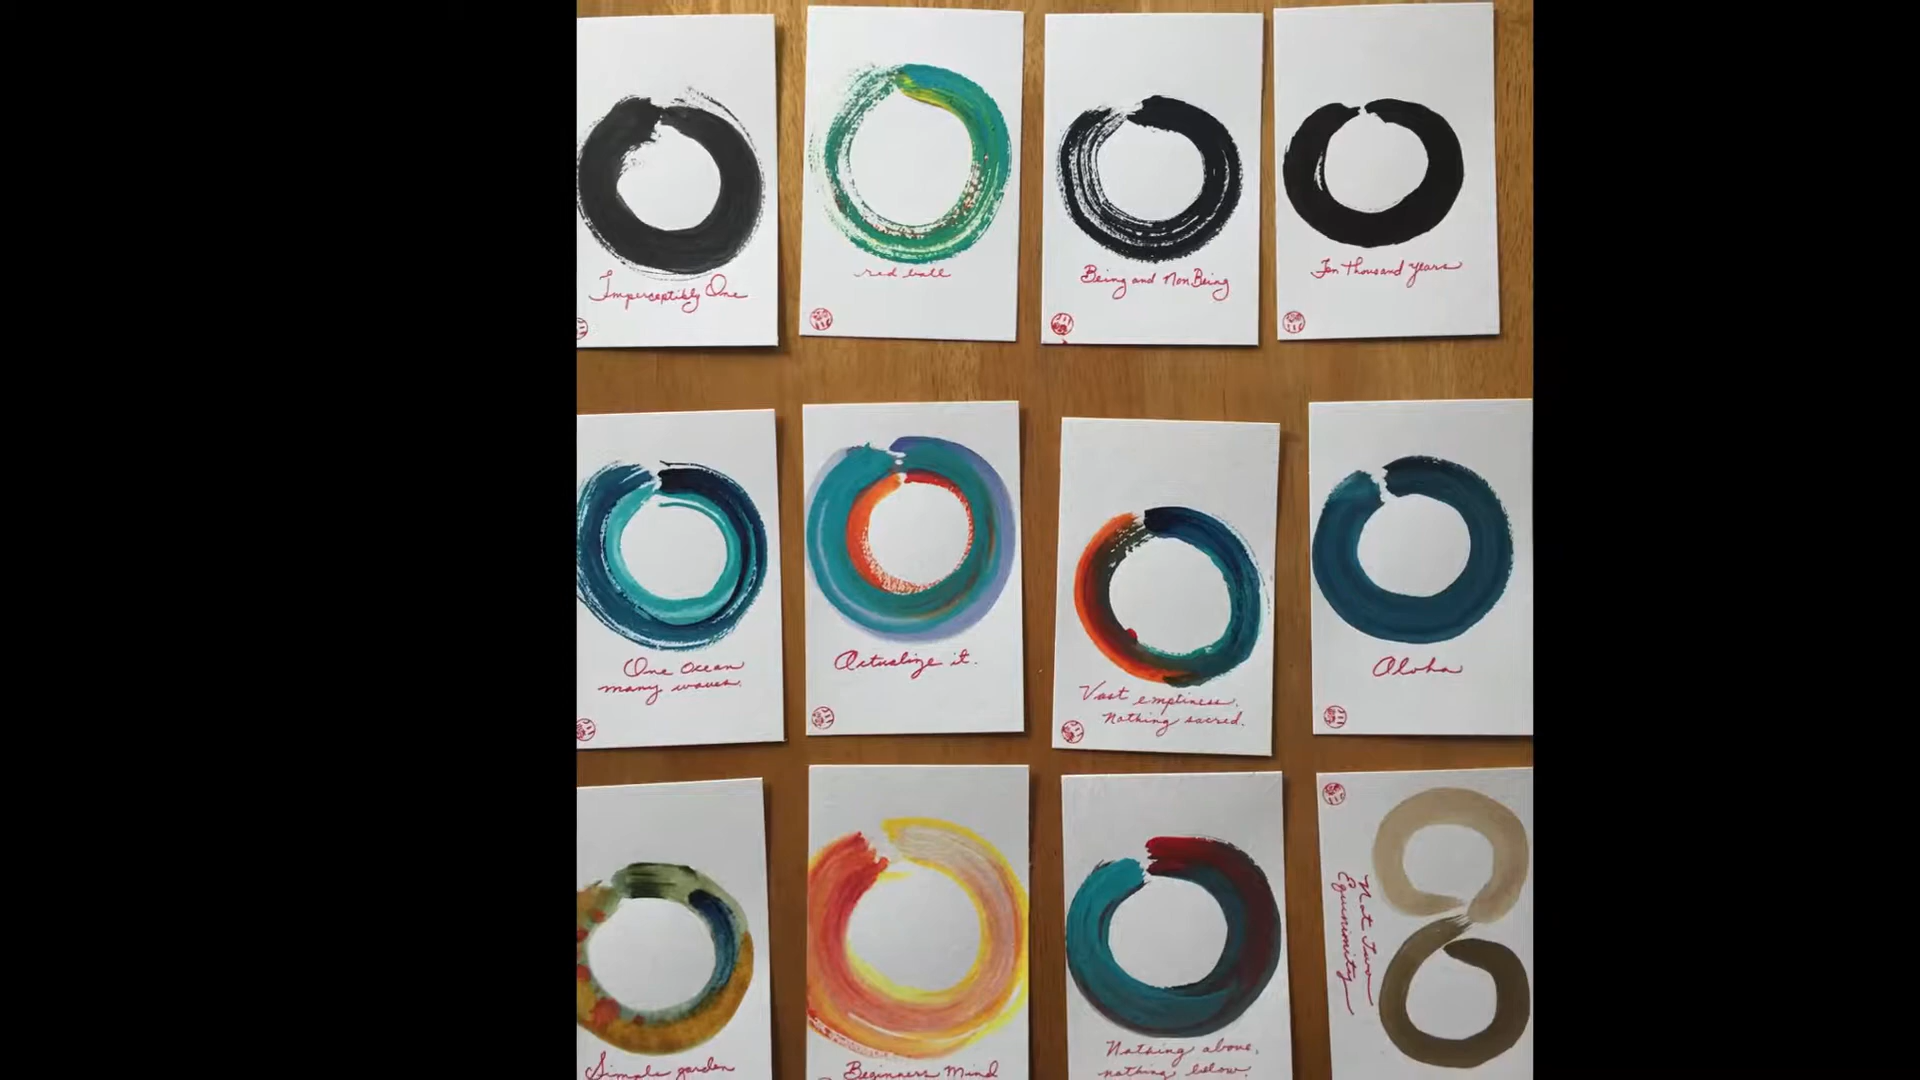 Imperceptibly One
red ball
Being and NonBeing
Ten thousand years
One Ocean
many waves.
Actualize it.
Vast emptiness.
Nothing sacred.
Aloha
Simple garden
Beginners Mind
Nothing above,
nothing below.
Not Two
Equinimity